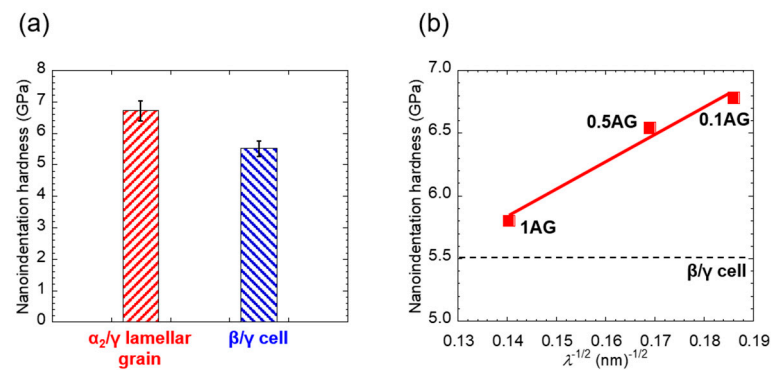 (a)
Nanoindentation hardness (GPa)
8
7
6
5
4
3
2
1
0
α₂/γ lamellar
grain
β/γ cell
(b)
Nanoindentation hardness (GPa)
7.0
6.5
6.0
5.5
5.0
0.5AG
0.1AG
1AG
β/γ cell
0.13 0.14 0.15 0.16 0.17 0.18 0.19
λ⁻¹/² (nm)⁻¹/²